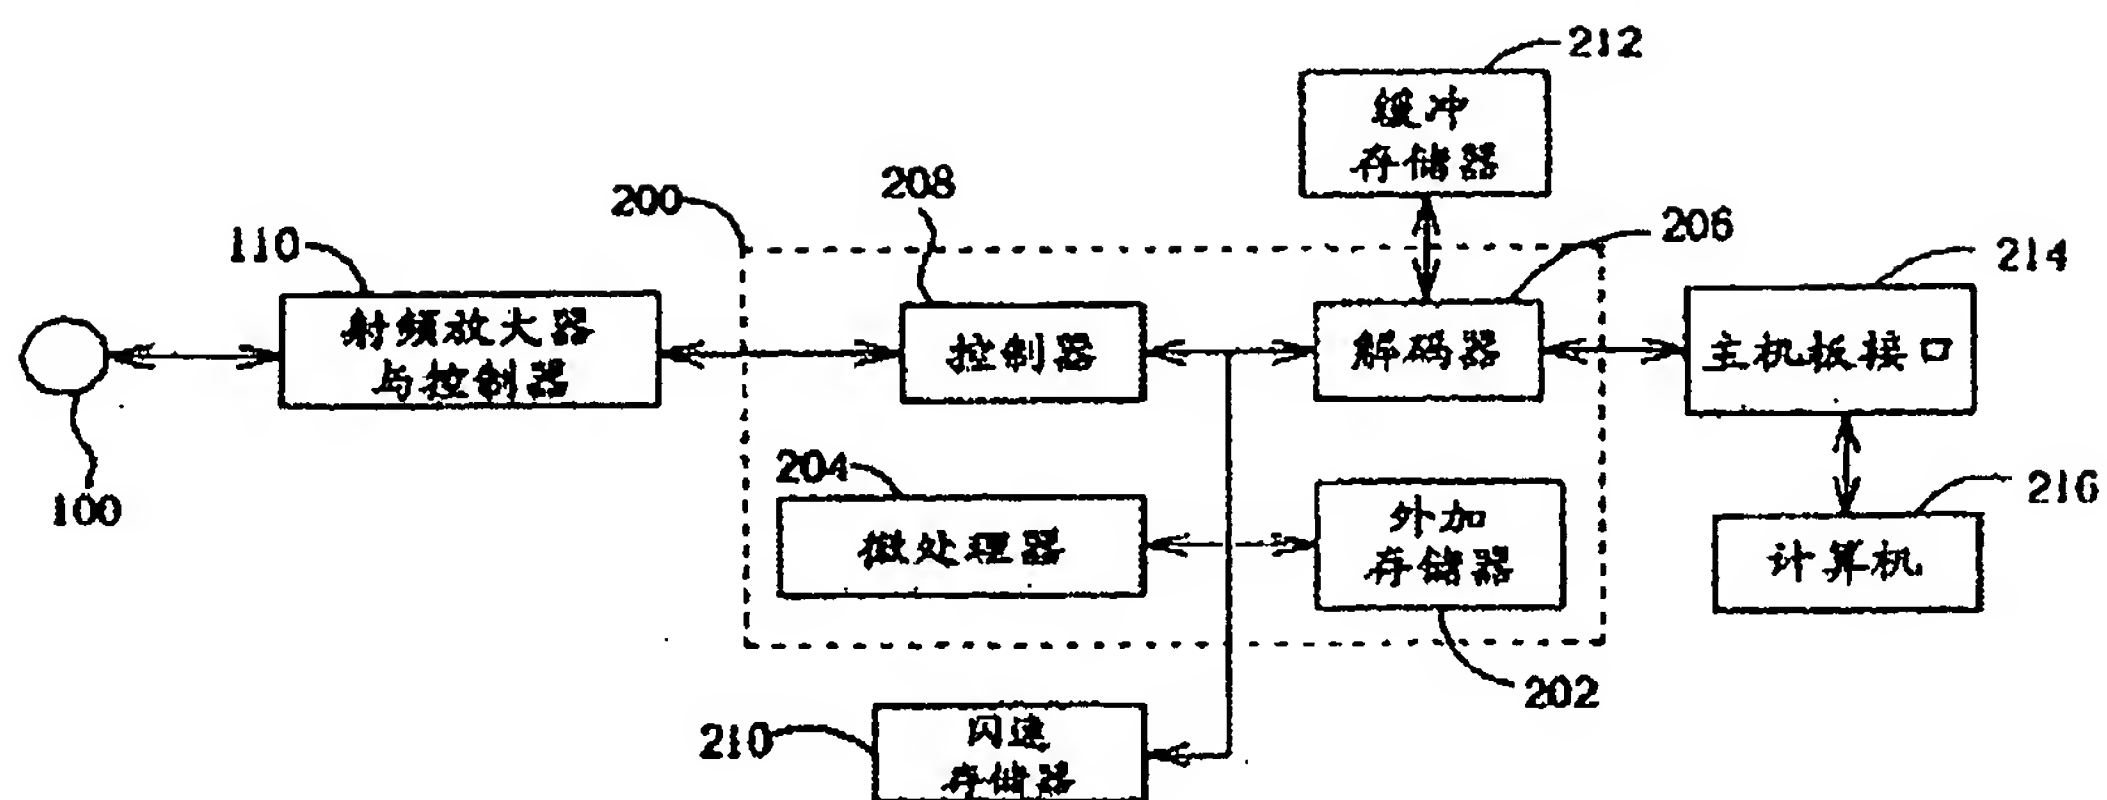 212
缓冲
存储器
208
200
206
110
214
射频放大器
与控制器
控制器
解码器
主机板接口
204
100
微处理器
外加
存储器
216
计算机
202
210
闪速
存储器